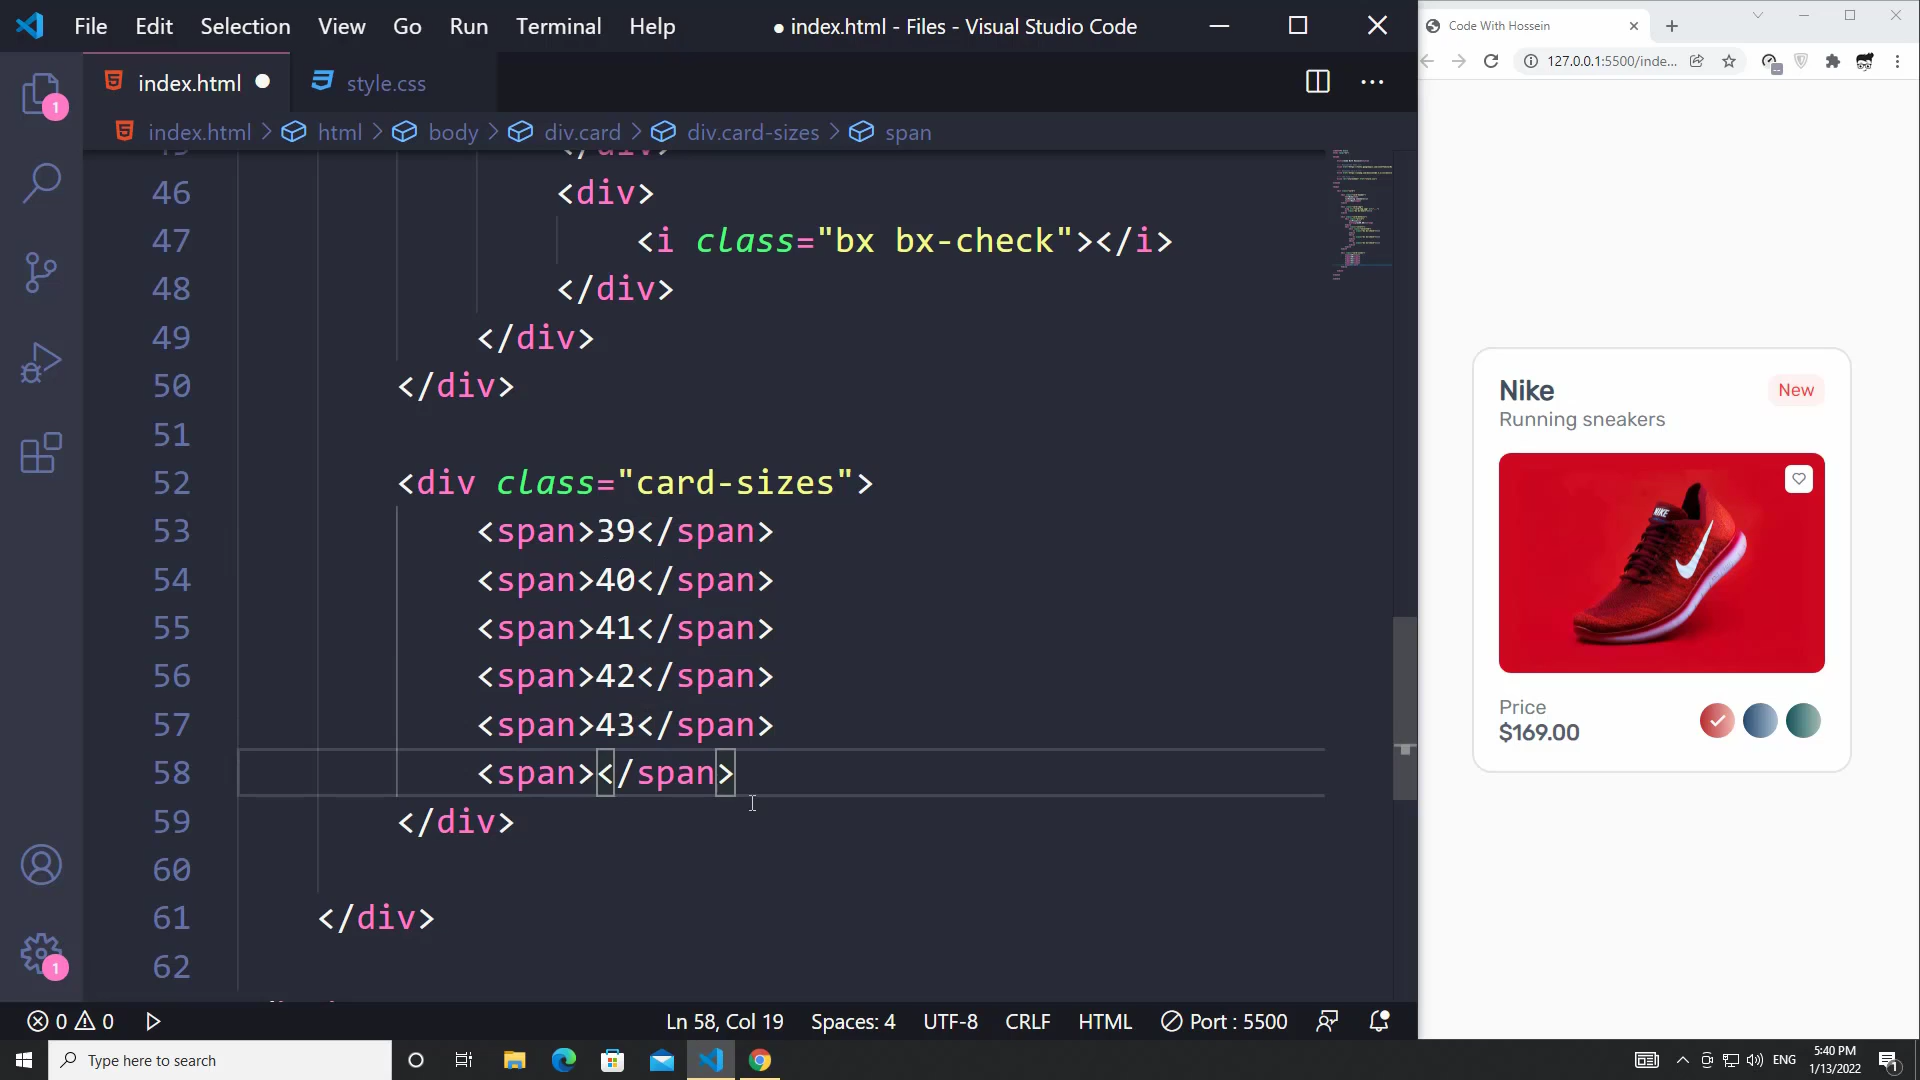 File Edit Selection View Go Run Terminal Help
● index.html - Files - Visual Studio Code
index.html
style.css
index.html > html > body > div.card > div.card-sizes > span
46 <div>
47 <i class="bx bx-check"></i>
48 </div>
49 </div>
50 </div>
51
52 <div class="card-sizes">
53 <span>39</span>
54 <span>40</span>
55 <span>41</span>
56 <span>42</span>
57 <span>43</span>
58 <span></span>
59 </div>
60
61 </div>
62
1
1
0 0
Ln 58, Col 19 Spaces: 4 UTF-8 CRLF HTML Port : 5500
Code With Hossein
127.0.0.1:5500/inde...
Nike
New
Running sneakers
NIKE
Price
$169.00
Type here to search
ENG
5:40 PM
1/13/2022
1